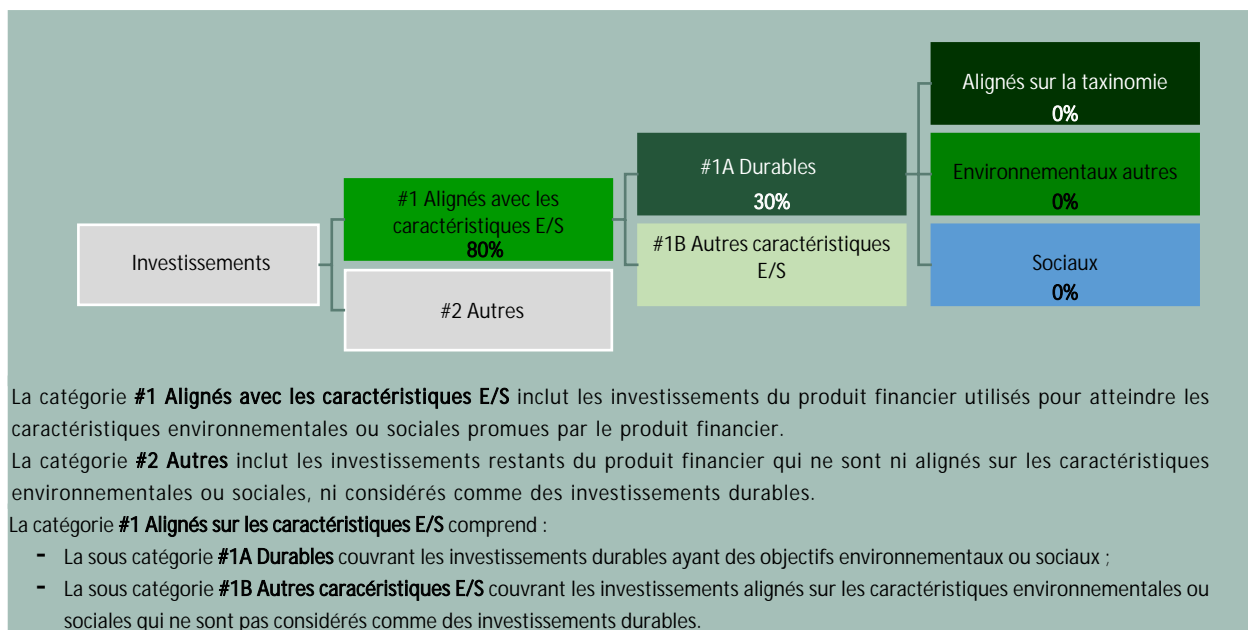 Alignés sur la taxinomie
0%
#1A Durables
30%
Environnementaux autres
0%
#1 Alignés avec les
caractéristiques E/S
80%
#1B Autres caractéristiques
E/S
Investissements
Sociaux
0%
#2 Autres
La catégorie #1 Alignés avec les caractéristiques E/S inclut les investissements du produit financier utilisés pour atteindre les
caractéristiques environnementales ou sociales promues par le produit financier.
La catégorie #2 Autres inclut les investissements restants du produit financier qui ne sont ni alignés sur les caractéristiques
environnementales ou sociales, ni considérés comme des investissements durables.
La catégorie #1 Alignés sur les caractéristiques E/S comprend :
- La sous catégorie #1A Durables couvrant les investissements durables ayant des objectifs environnementaux ou sociaux ;
- La sous catégorie #1B Autres caracéristiques E/S couvrant les investissements alignés sur les caractéristiques environnementales ou
sociales qui ne sont pas considérés comme des investissements durables.